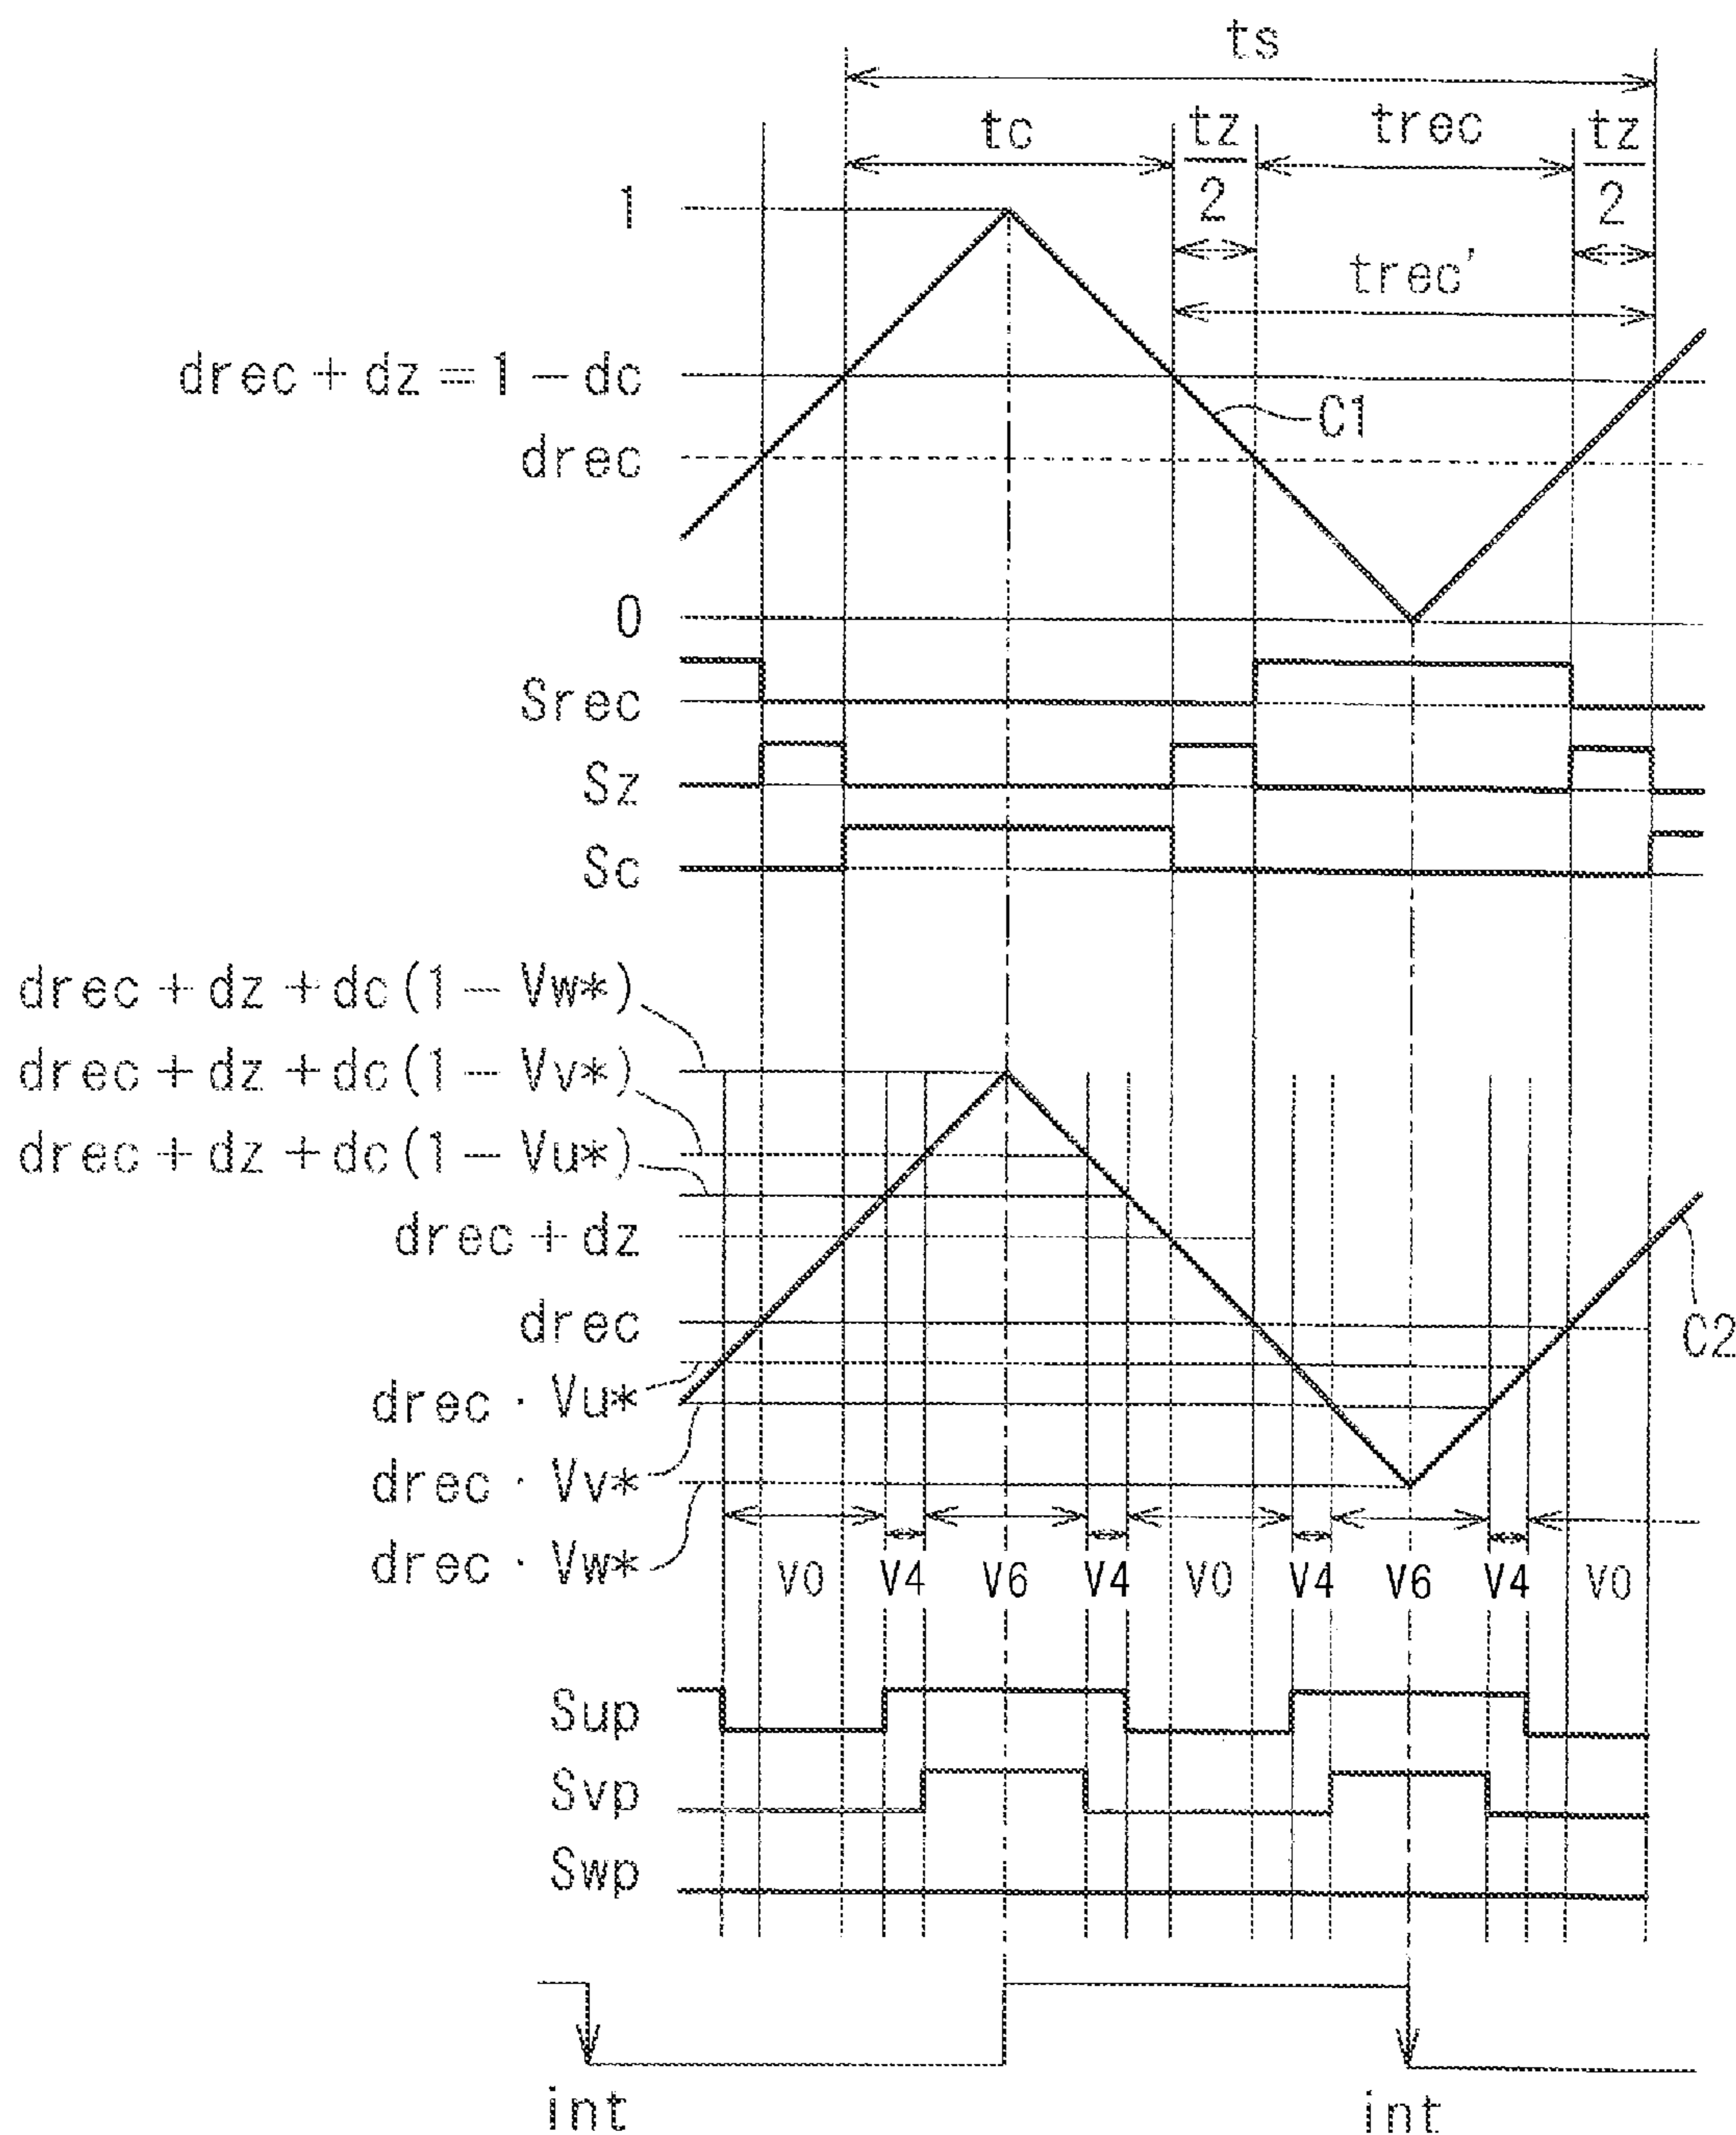 ts
tc
tz
2
trec
tz
2
1
trec'
drec + dz = 1 − dc
C1
drec
0
Srec
Sz
Sc
drec + dz + dc (1 − Vw*)
drec + dz + dc (1 − Vv*)
drec + dz + dc (1 − Vu*)
drec + dz
drec
C2
drec · Vu*
drec · Vv*
drec · Vw*
V0 V4 V6 V4 V0 V4 V6 V4 V0
Sup
Svp
Swp
int int